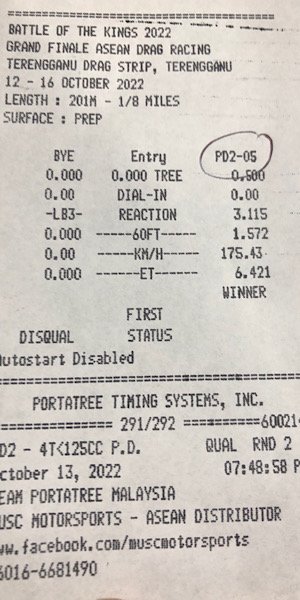 ==================================
BATTLE OF THE KINGS 2022
GRAND FINALE ASEAN DRAG RACING
TERENGGANU DRAG STRIP, TERENGGANU
12 - 16 OCTOBER 2022
LENGTH : 201M - 1/8 MILES
SURFACE : PREP
BYE Entry PD2-05
0.000 0.000 TREE 0.500
0.00 DIAL-IN 0.00
-LB3- REACTION 3.115
0.000 ------60FT----- 1.572
0.00 ------KM/H----- 175.43
0.000 -------ET------ 6.421
WINNER
FIRST
DISQUAL STATUS
utostart Disabled
==================================
PORTATREE TIMING SYSTEMS, INC.
=============== 291/292 ==========60021
D2 - 4T<125CC P.D. QUAL RND 2
ctober 13, 2022 07:48:58 P
EAM PORTATREE MALAYSIA
USC MOTORSPORTS - ASEAN DISTRIBUTOR
ww.facebook.com/muscmotorsports
6016-6681490